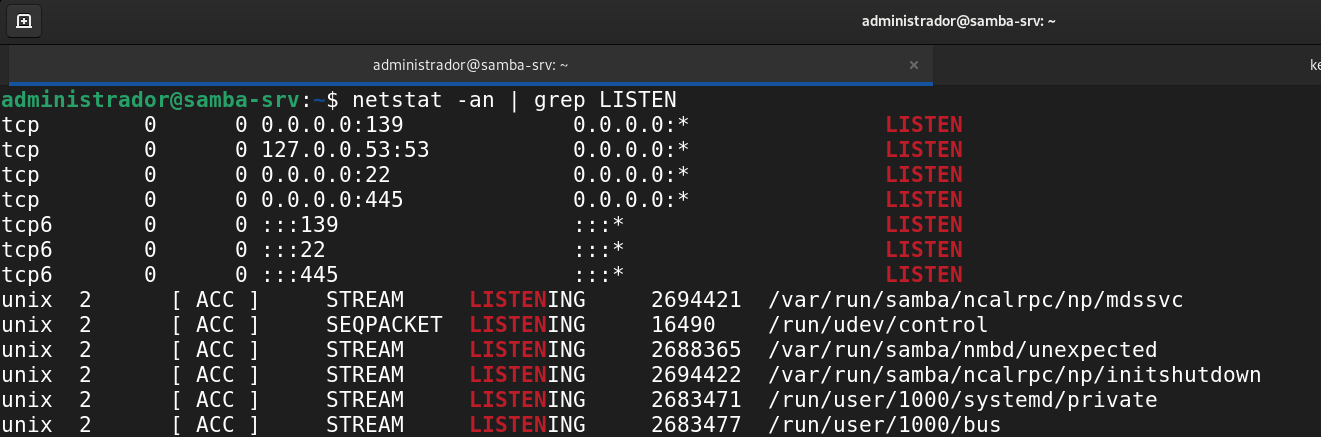 administrador@samba-srv: ~
administrador@samba-srv: ~ × ke
administrador@samba-srv:~$ netstat -an | grep LISTEN
tcp        0      0 0.0.0.0:139             0.0.0.0:*               LISTEN
tcp        0      0 127.0.0.53:53           0.0.0.0:*               LISTEN
tcp        0      0 0.0.0.0:22              0.0.0.0:*               LISTEN
tcp        0      0 0.0.0.0:445             0.0.0.0:*               LISTEN
tcp6       0      0 :::139                  :::*                    LISTEN
tcp6       0      0 :::22                   :::*                    LISTEN
tcp6       0      0 :::445                  :::*                    LISTEN
unix  2      [ ACC ]     STREAM     LISTENING     2694421  /var/run/samba/ncalrpc/np/mdssvc
unix  2      [ ACC ]     SEQPACKET  LISTENING     16490    /run/udev/control
unix  2      [ ACC ]     STREAM     LISTENING     2688365  /var/run/samba/nmbd/unexpected
unix  2      [ ACC ]     STREAM     LISTENING     2694422  /var/run/samba/ncalrpc/np/initshutdown
unix  2      [ ACC ]     STREAM     LISTENING     2683471  /run/user/1000/systemd/private
unix  2      [ ACC ]     STREAM     LISTENING     2683477  /run/user/1000/bus